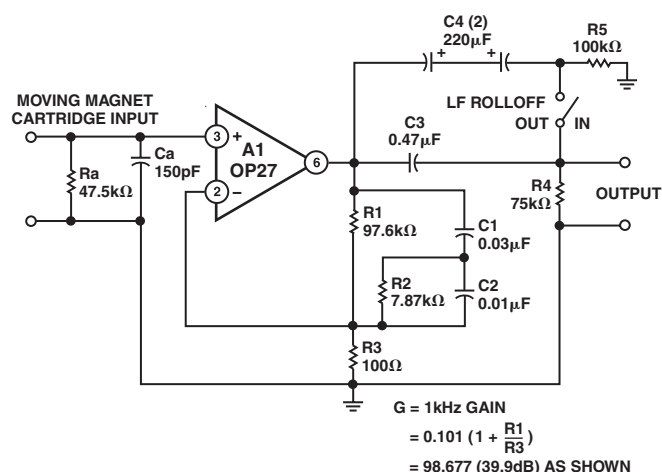 C4 (2)
220µF
+
+
R5
100kΩ
MOVING MAGNET
CARTRIDGE INPUT
LF ROLLOFF
OUT
IN
3
+
A1
OP27
6
C3
0.47µF
Ca
150pF
Ra
47.5kΩ
2
–
R4
75kΩ
OUTPUT
R1
97.6kΩ
C1
0.03µF
R2
7.87kΩ
C2
0.01µF
R3
100Ω
G = 1kHz GAIN
= 0.101 (1 + R1/R3)
= 98.677 (39.9dB) AS SHOWN